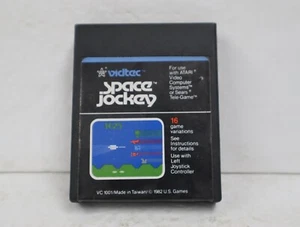 vidtec
space
jockey
For use
with ATARI®
Video
Computer
Systems™
or Sears®
Tele-Game™
16
game
variations
See
Instructions
for details
Use with
Left
Joystick
Controller
VC 1001/Made in Taiwan/© 1982 U.S. Games